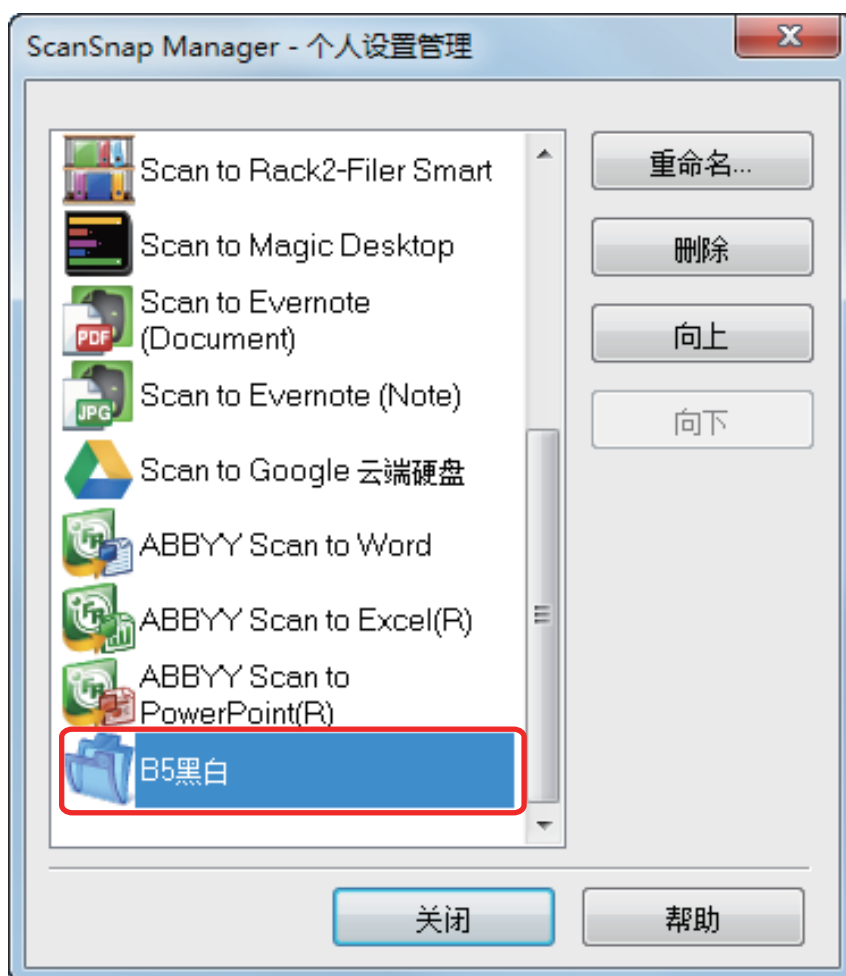 ScanSnap Manager - 个人设置管理
Scan to Rack2-Filer Smart
Scan to Magic Desktop
Scan to Evernote
(Document)
PDF
Scan to Evernote (Note)
JPG
Scan to Google 云端硬盘
ABBYY Scan to Word
ABBYY Scan to Excel(R)
ABBYY Scan to
PowerPoint(R)
B5黑白
重命名...
删除
向上
向下
关闭
帮助